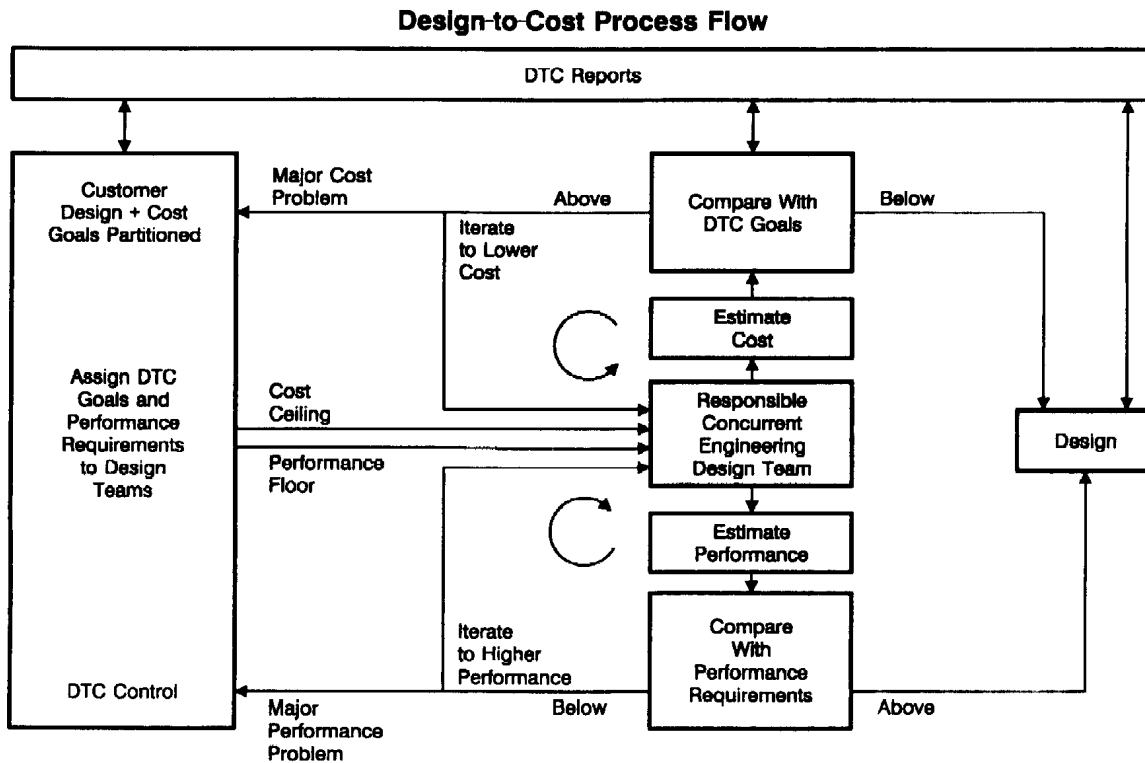 Design-to-Cost Process Flow
DTC Reports
Customer
Design + Cost
Goals Partitioned
Major Cost
Problem
Above
Compare With
DTC Goals
Below
Iterate
to Lower
Cost
Estimate
Cost
Assign DTC
Goals and
Performance
Requirements
to Design
Teams
Cost
Ceiling
Performance
Floor
Responsible
Concurrent
Engineering
Design Team
Design
Estimate
Performance
Iterate
to Higher
Performance
Compare
With
Performance
Requirements
DTC Control
Major
Performance
Problem
Below
Above